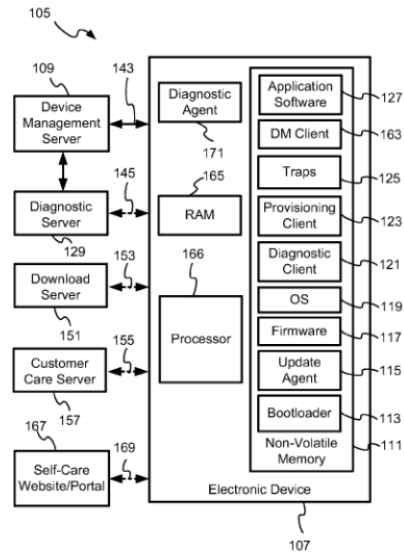 105
109
143
Device
Management
Server
Diagnostic
Agent
171
Application
Software
127
DM Client
163
Traps
125
145
165
RAM
Diagnostic
Server
129
Provisioning
Client
123
Diagnostic
Client
121
153
166
Download
Server
151
OS
119
Processor
Firmware
117
155
Customer
Care Server
157
Update
Agent
115
Bootloader
113
167
169
Self-Care
Website/Portal
Non-Volatile
Memory
111
Electronic Device
107